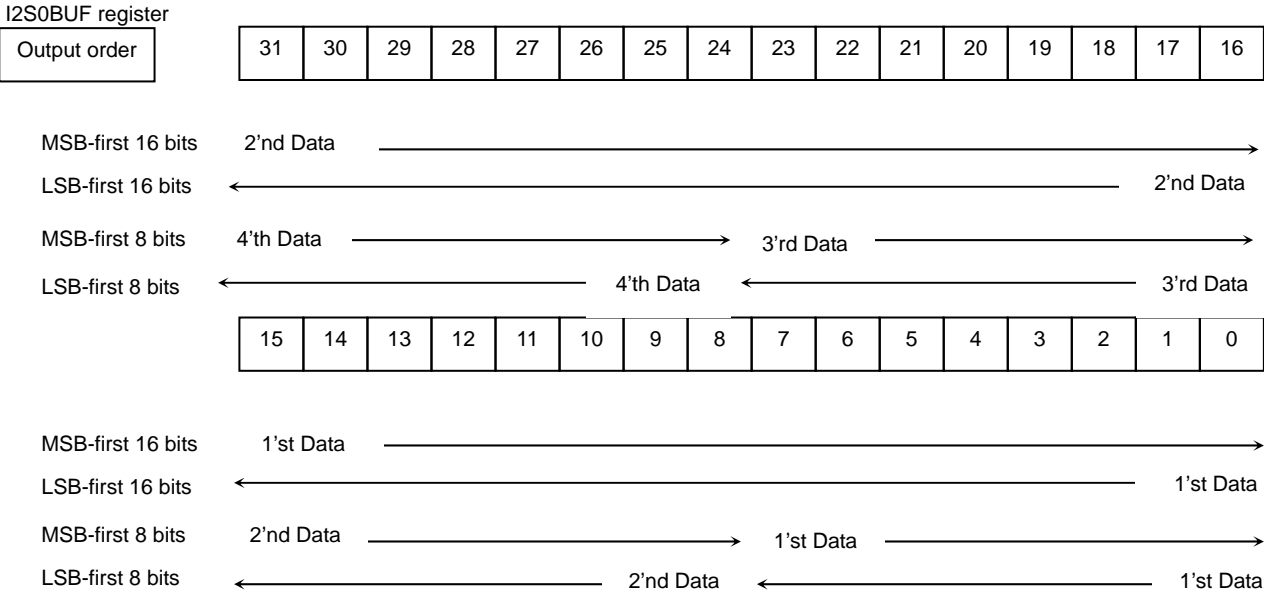 I2S0BUF register
Output order
31 30 29 28 27 26 25 24 23 22 21 20 19 18 17 16
MSB-first 16 bits 2’nd Data
LSB-first 16 bits 2’nd Data
MSB-first 8 bits 4’th Data 3’rd Data
LSB-first 8 bits 4’th Data 3’rd Data
15 14 13 12 11 10 9 8 7 6 5 4 3 2 1 0
MSB-first 16 bits 1’st Data
LSB-first 16 bits 1’st Data
MSB-first 8 bits 2’nd Data 1’st Data
LSB-first 8 bits 2’nd Data 1’st Data